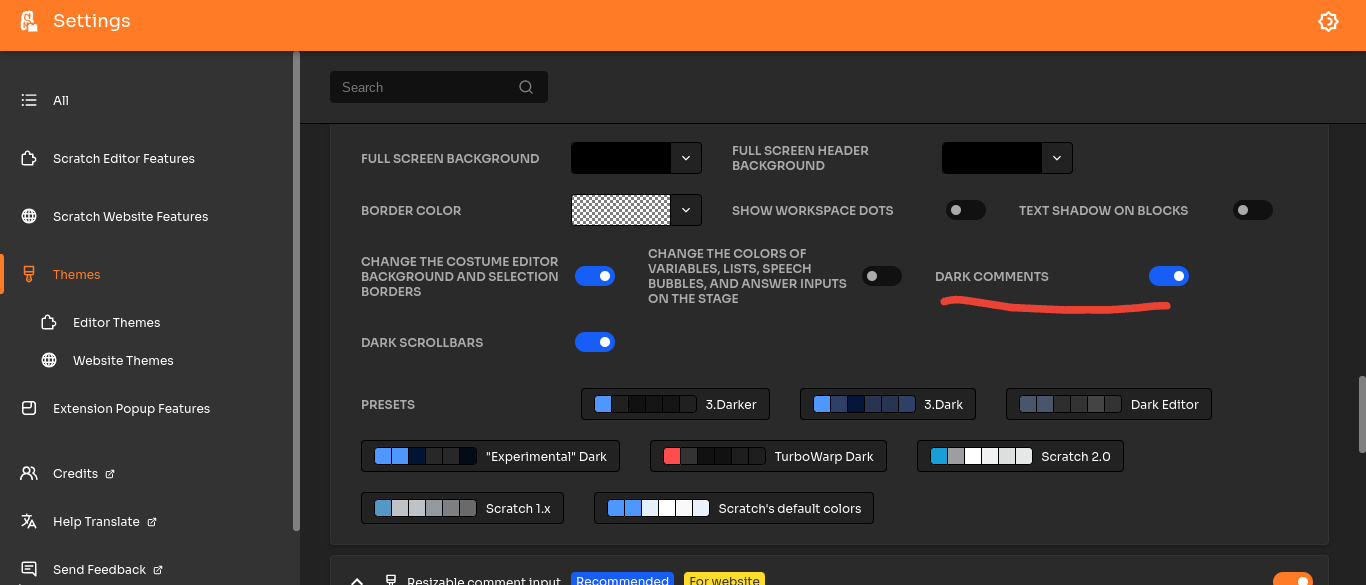 Settings
All
Scratch Editor Features
Scratch Website Features
Themes
Editor Themes
Website Themes
Extension Popup Features
Credits
Help Translate
Send Feedback
Search
FULL SCREEN BACKGROUND
FULL SCREEN HEADER
BACKGROUND
BORDER COLOR
SHOW WORKSPACE DOTS
TEXT SHADOW ON BLOCKS
CHANGE THE COSTUME EDITOR
BACKGROUND AND SELECTION
BORDERS
CHANGE THE COLORS OF
VARIABLES, LISTS, SPEECH
BUBBLES, AND ANSWER INPUTS
ON THE STAGE
DARK COMMENTS
DARK SCROLLBARS
PRESETS
3.Darker
3.Dark
Dark Editor
"Experimental" Dark
TurboWarp Dark
Scratch 2.0
Scratch 1.x
Scratch's default colors
Resizable comment input
Recommended
For website